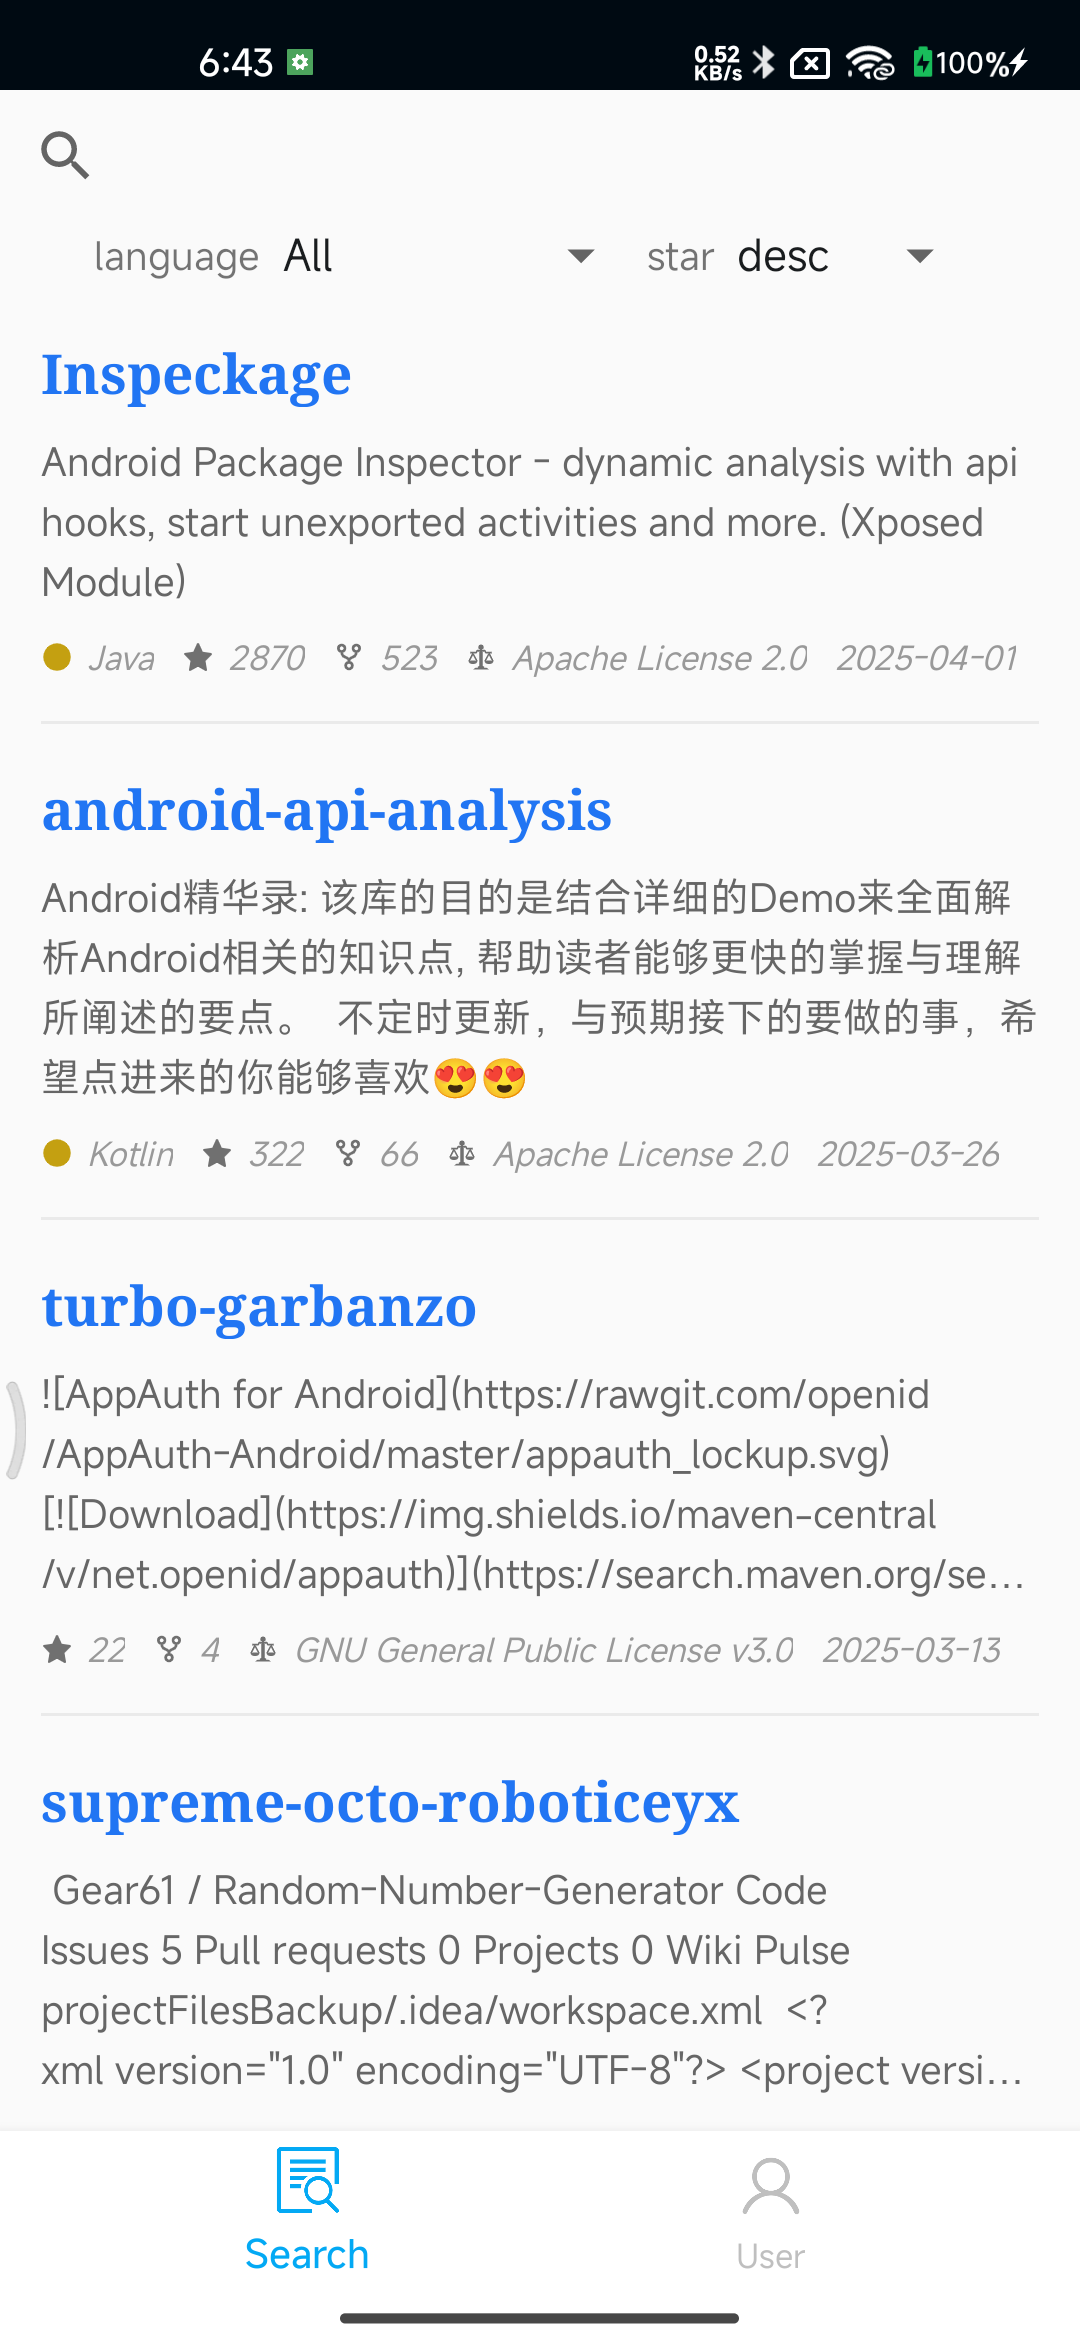 6:43
0.52
KB/s
100%
language All star desc
Inspeckage
Android Package Inspector - dynamic analysis with api
hooks, start unexported activities and more. (Xposed
Module)
Java 2870 523 Apache License 2.0 2025-04-01
android-api-analysis
Android精华录: 该库的目的是结合详细的Demo来全面解
析Android相关的知识点, 帮助读者能够更快的掌握与理解
所阐述的要点。 不定时更新，与预期接下的要做的事，希
望点进来的你能够喜欢😍😍
Kotlin 322 66 Apache License 2.0 2025-03-26
turbo-garbanzo
![AppAuth for Android](https://rawgit.com/openid
/AppAuth-Android/master/appauth_lockup.svg)
[![Download](https://img.shields.io/maven-central
/v/net.openid/appauth)](https://search.maven.org/se…
22 4 GNU General Public License v3.0 2025-03-13
supreme-octo-roboticeyx
Gear61 / Random-Number-Generator Code
Issues 5 Pull requests 0 Projects 0 Wiki Pulse
projectFilesBackup/.idea/workspace.xml <?
xml version="1.0" encoding="UTF-8"?> <project versi…
Search
User